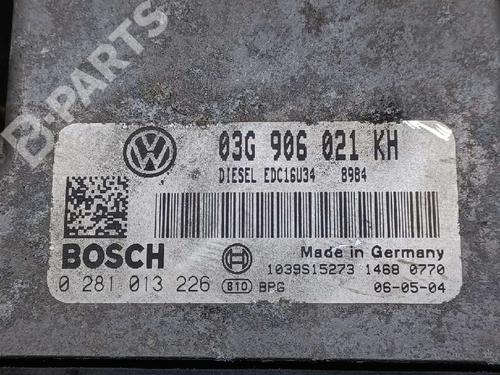 B-PARTS
03G 906 021 KH
DIESEL EDC16U34 8984
BOSCH
Made in Germany
0 281 013 226 B10 BPG
1039S15273 1468 0770
06-05-04